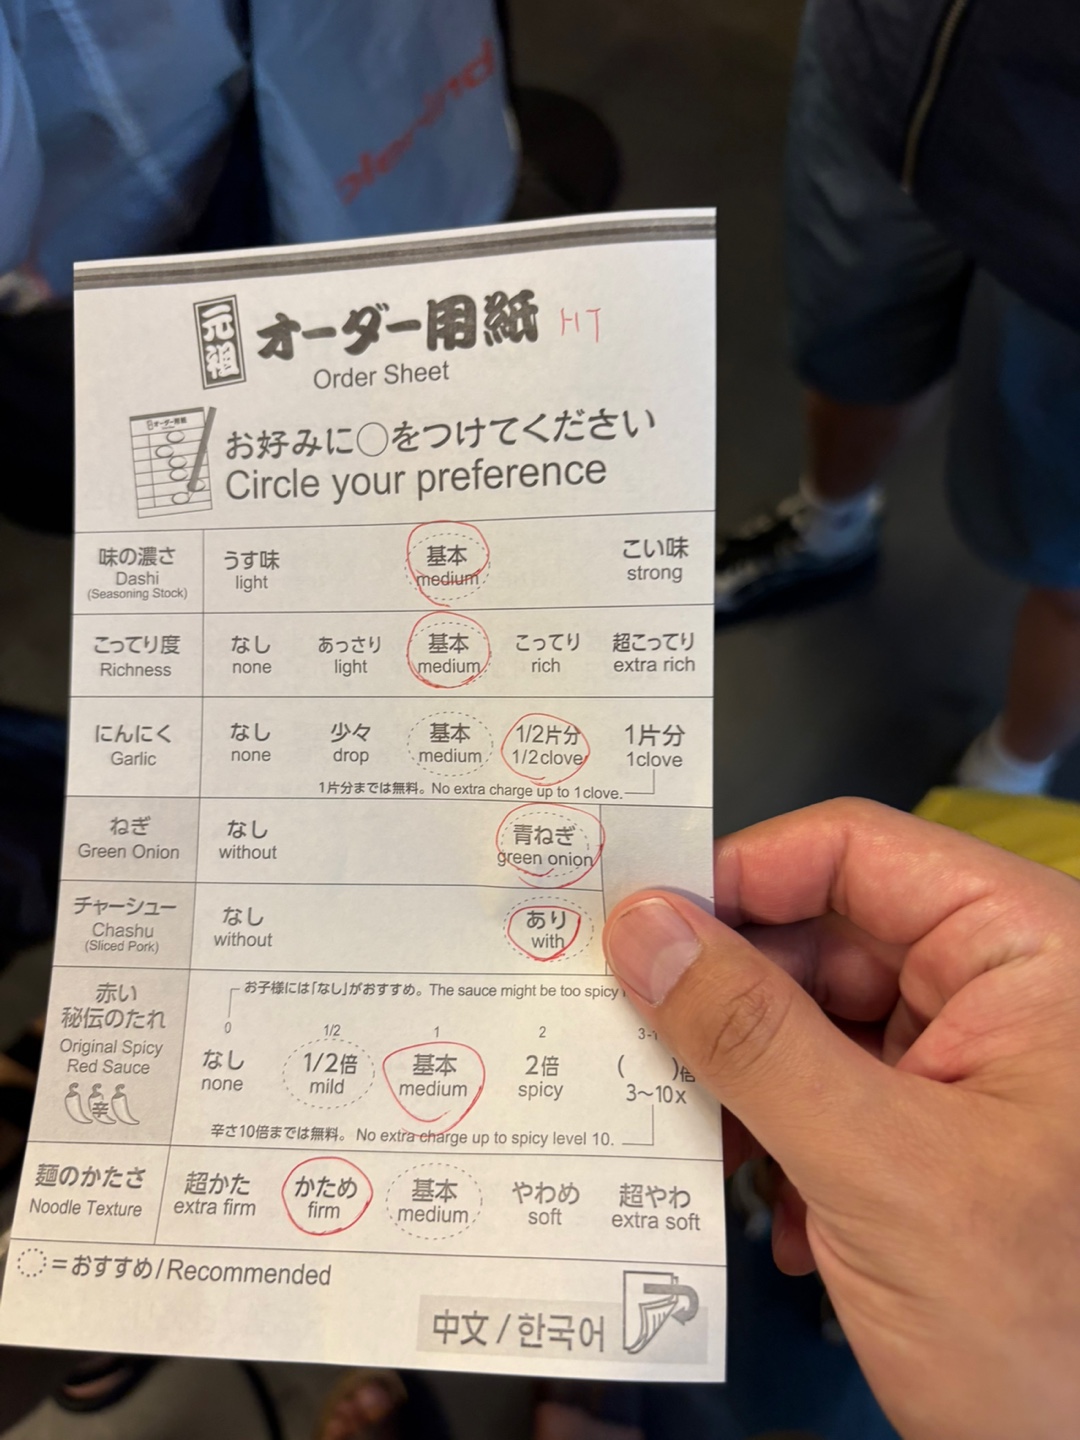 元祖 オーダー用紙 HT
Order Sheet
お好みに○をつけてください
Circle your preference
味の濃さ うす味 基本 こい味
Dashi light medium strong
(Seasoning Stock)
こってり度 なし あっさり 基本 こってり 超こってり
Richness none light medium rich extra rich
にんにく なし 少々 基本 1/2片分 1片分
Garlic none drop medium 1/2clove 1clove
1片分までは無料。No extra charge up to 1clove.
ねぎ なし 青ねぎ
Green Onion without green onion
チャーシュー なし あり
Chashu without with
(Sliced Pork)
お子様には「なし」がおすすめ。The sauce might be too spicy
赤い
秘伝のたれ
Original Spicy
Red Sauce
辛
0 1/2 1 2
なし 1/2倍 基本 2倍 ( )倍
none mild medium spicy 3~10x
辛さ10倍までは無料。No extra charge up to spicy level 10.
麺のかたさ 超かた かため 基本 やわめ 超やわ
Noodle Texture extra firm firm medium soft extra soft
=おすすめ/Recommended
中文/한국어